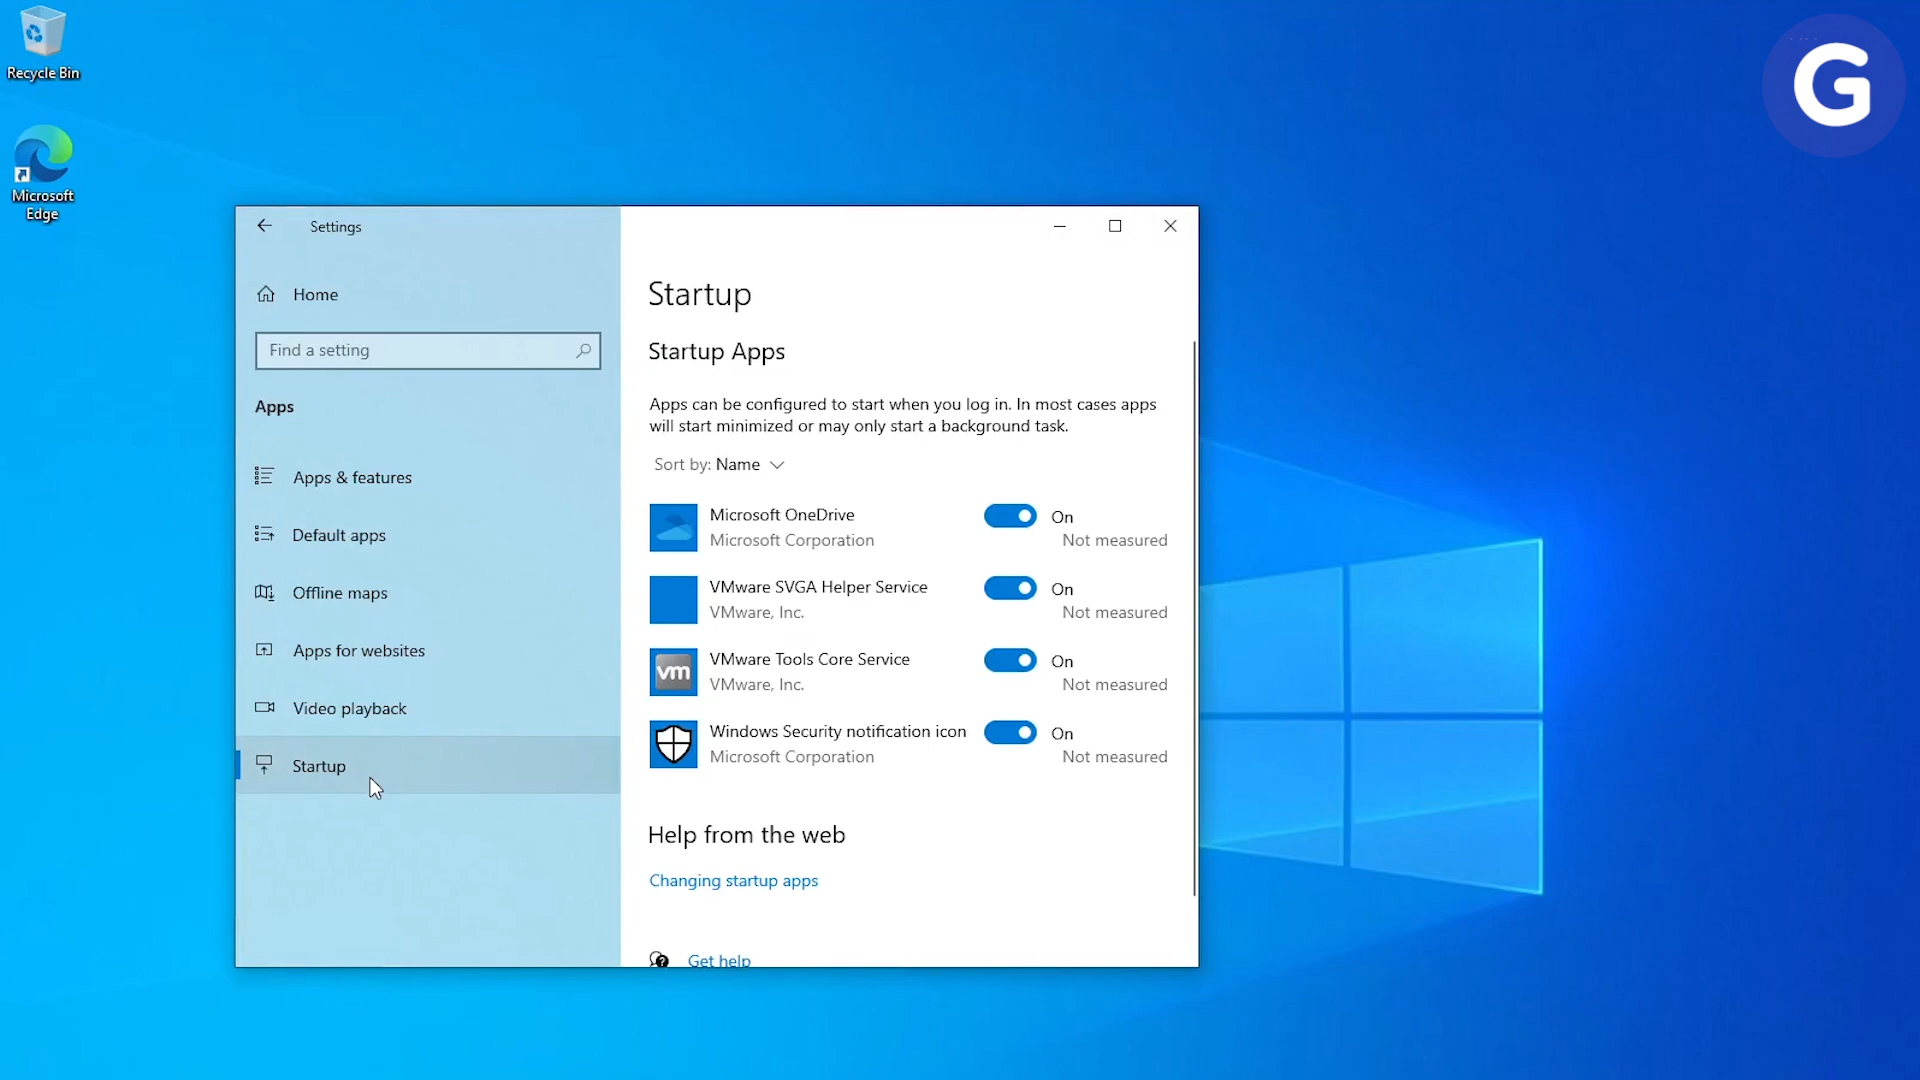 Recycle Bin
Microsoft
Edge
G
Settings
Home
Find a setting
Apps
Apps & features
Default apps
Offline maps
Apps for websites
Video playback
Startup
Startup
Startup Apps
Apps can be configured to start when you log in. In most cases apps
will start minimized or may only start a background task.
Sort by: Name
Microsoft OneDrive
On
Microsoft Corporation
Not measured
VMware SVGA Helper Service
On
VMware, Inc.
Not measured
vm
VMware Tools Core Service
On
VMware, Inc.
Not measured
Windows Security notification icon
On
Microsoft Corporation
Not measured
Help from the web
Changing startup apps
Get help